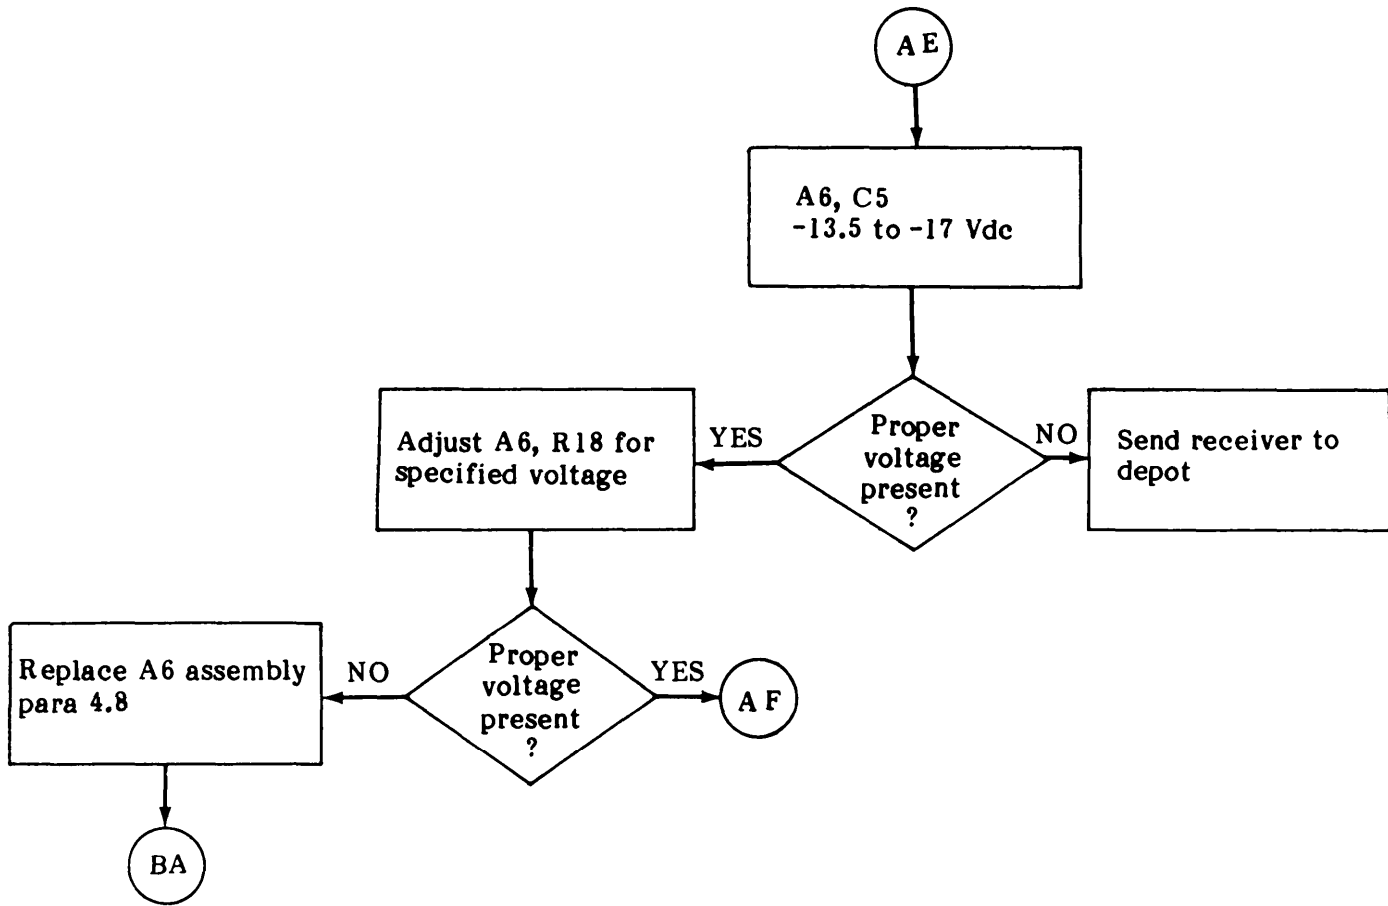 AE
A6, C5
-13.5 to -17 Vdc
Proper
voltage
present
?
YES
NO
Send receiver to
depot
Adjust A6, R18 for
specified voltage
Proper
voltage
present
?
NO
YES
AF
Replace A6 assembly
para 4.8
BA